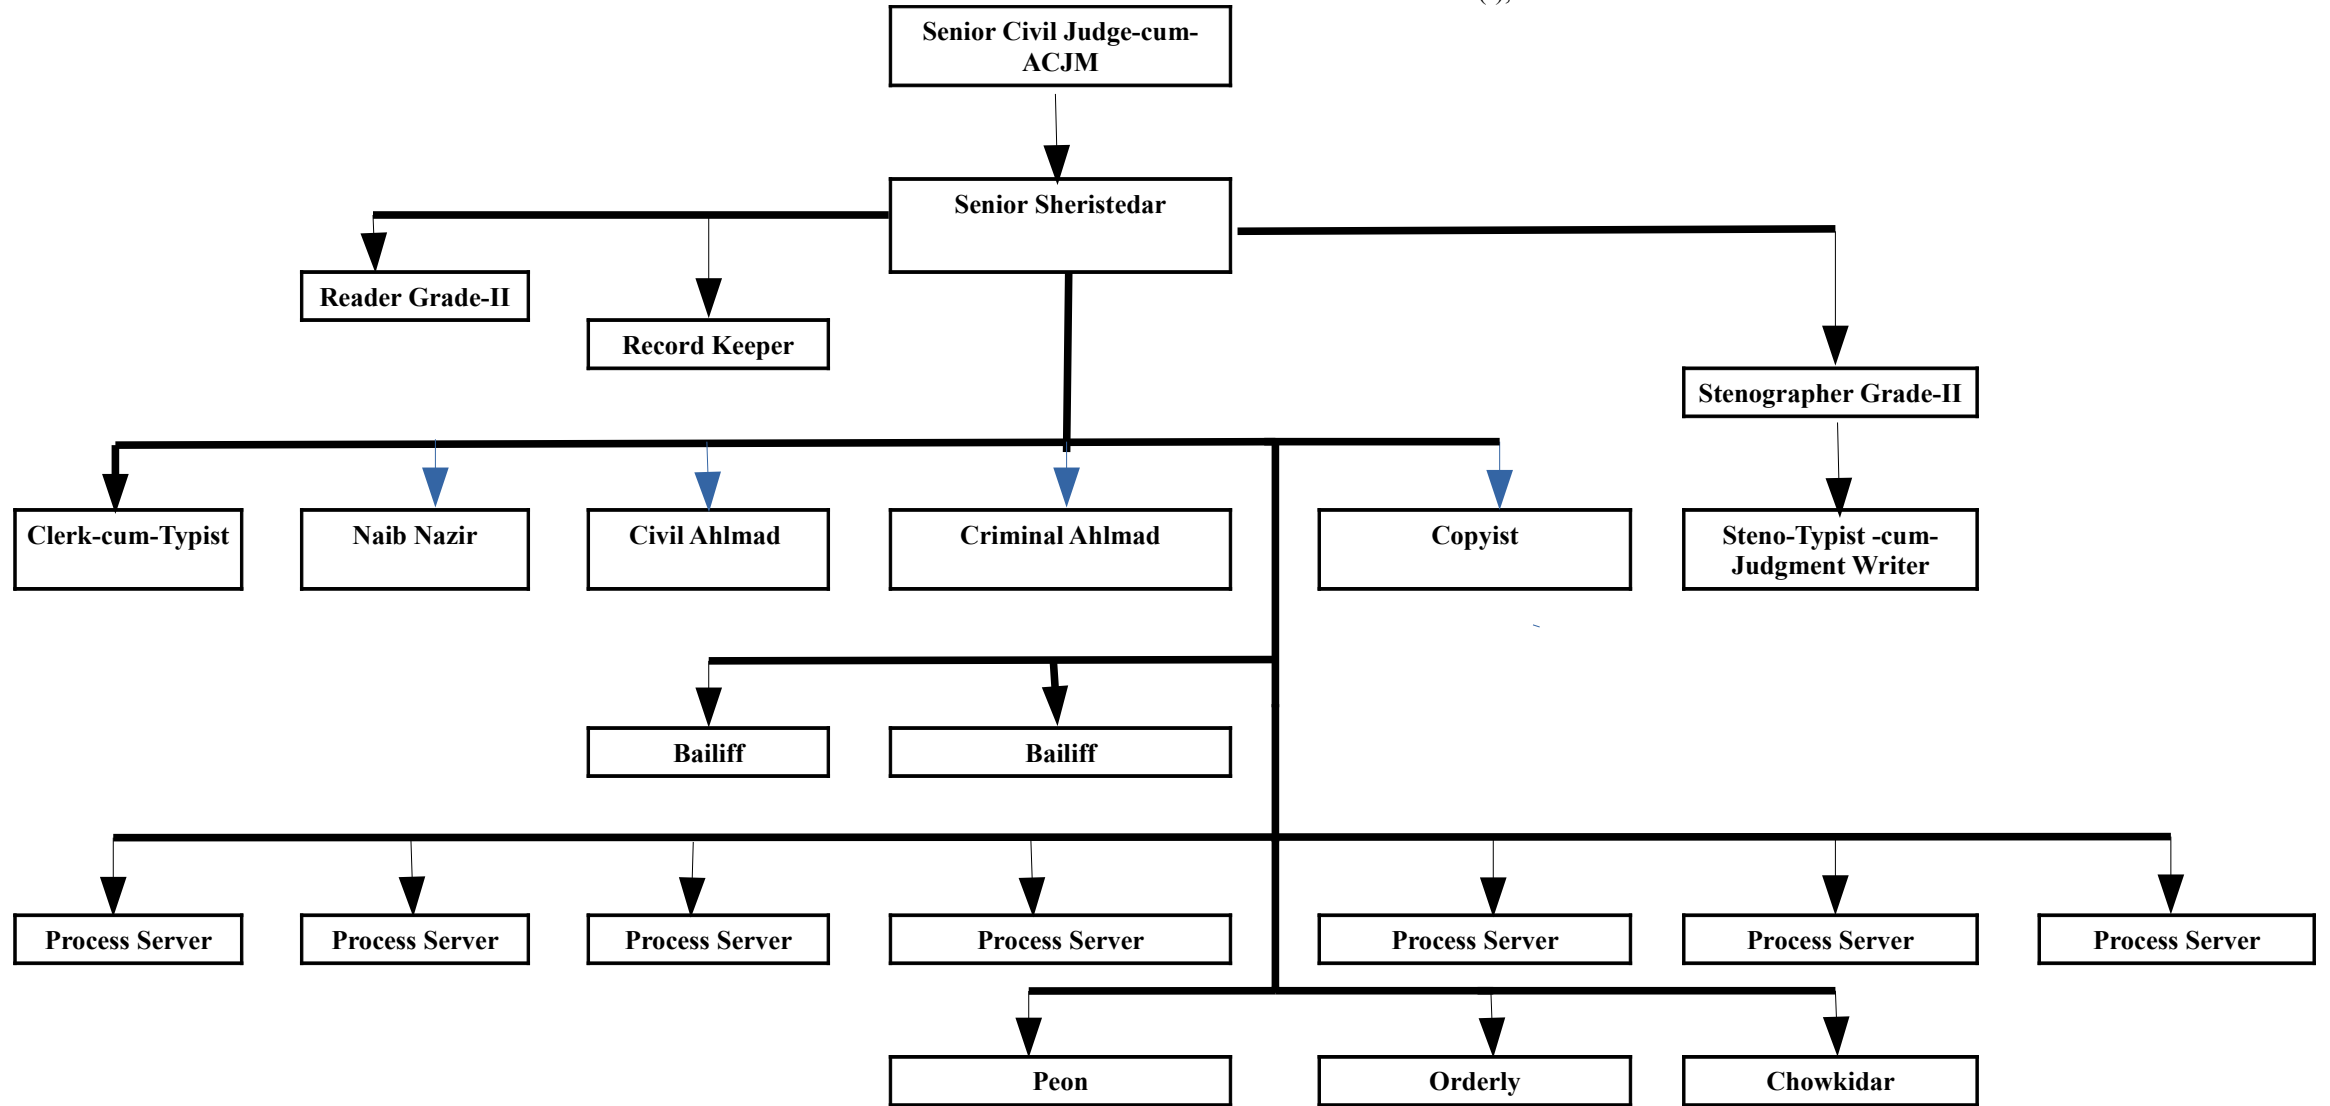 Senior Civil Judge-cum-
ACJM
Senior Sheristedar
Reader Grade-II
Record Keeper
Stenographer Grade-II
Clerk-cum-Typist
Naib Nazir
Civil Ahlmad
Criminal Ahlmad
Copyist
Steno-Typist -cum-
Judgment Writer
Bailiff
Bailiff
Process Server
Process Server
Process Server
Process Server
Process Server
Process Server
Process Server
Peon
Orderly
Chowkidar